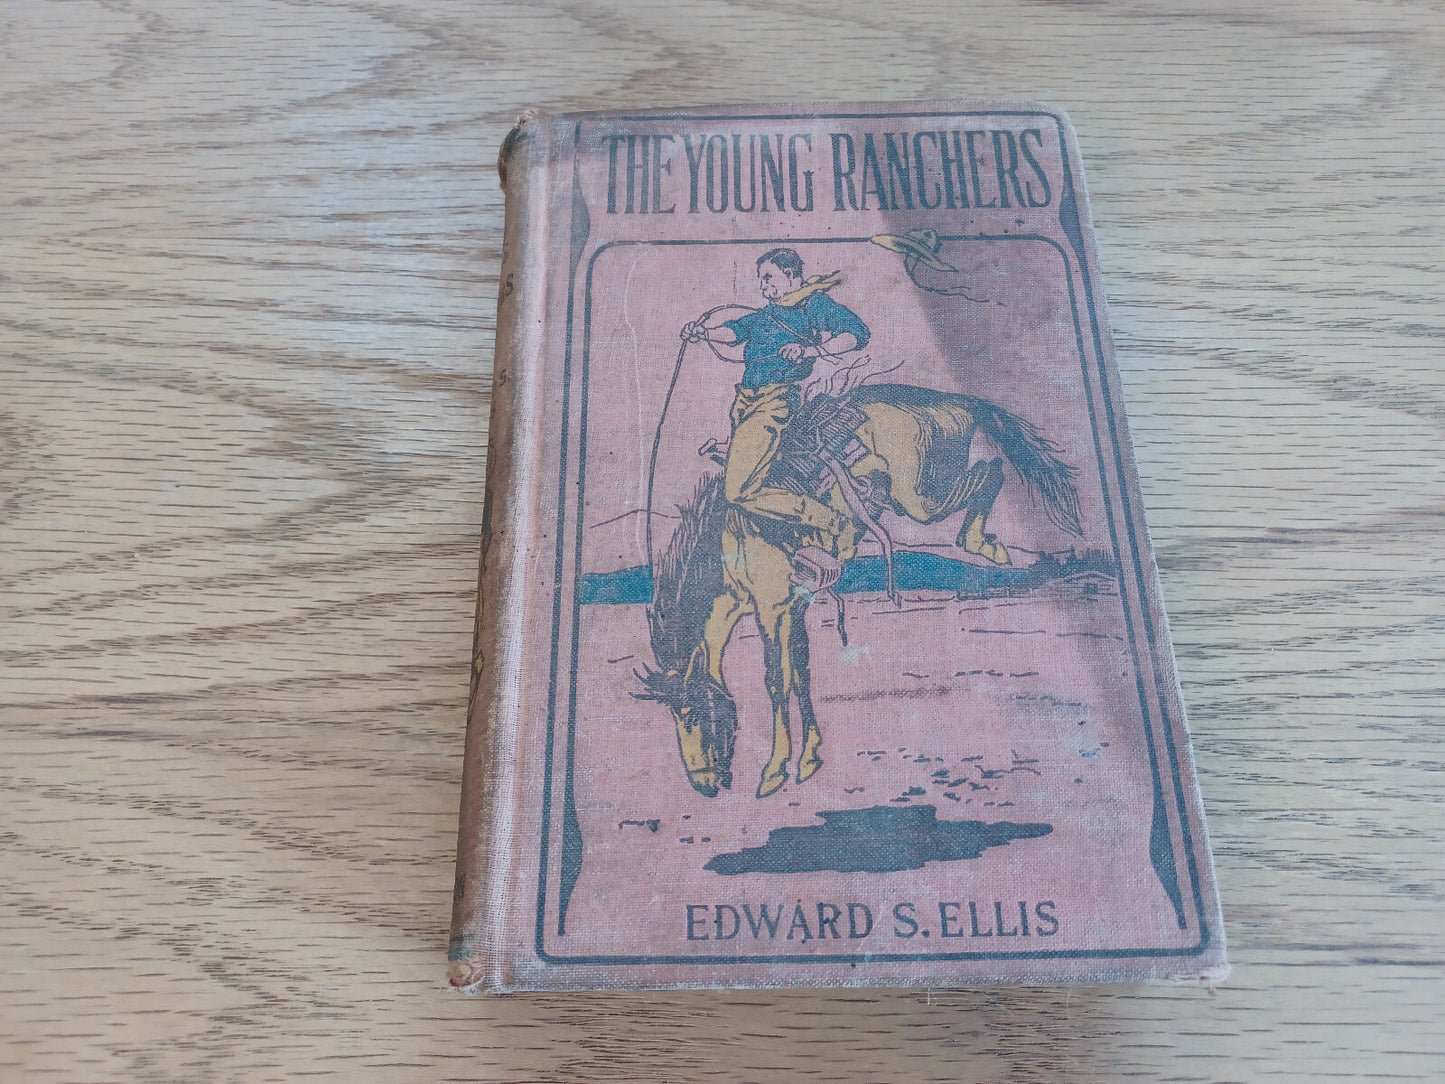 THE YOUNG RANCHERS
EDWARD S. ELLIS